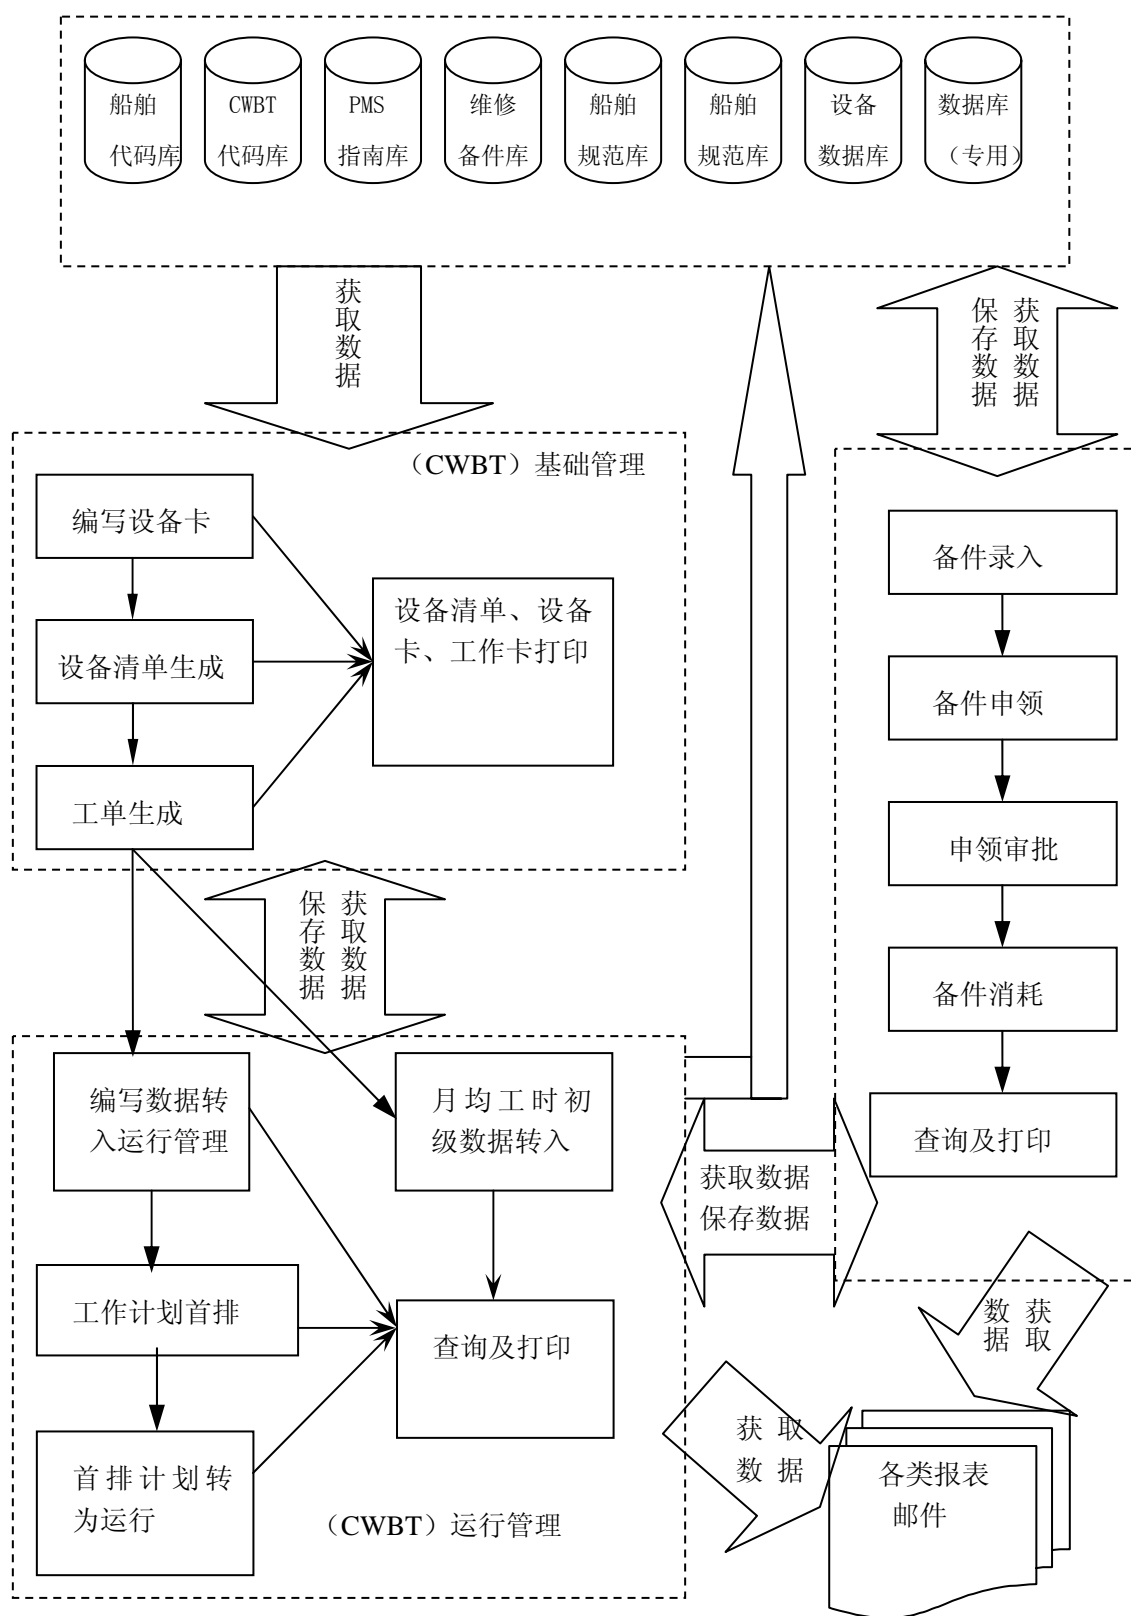 船舶
代码库
CWBT
代码库
PMS
指南库
维修
备件库
船舶
规范库
船舶
规范库
设备
数据库
数据库
（专用）
获取数据
保存数据
获取数据
（CWBT）基础管理
编写设备卡
设备清单生成
工单生成
设备清单、设备
卡、工作卡打印
备件录入
备件申领
申领审批
备件消耗
查询及打印
保存数据
获取数据
编写数据转
入运行管理
月均工时初
级数据转入
工作计划首排
首排计划转
为运行
查询及打印
（CWBT）运行管理
获取数据
保存数据
获取
数据
获取
数据
各类报表
邮件